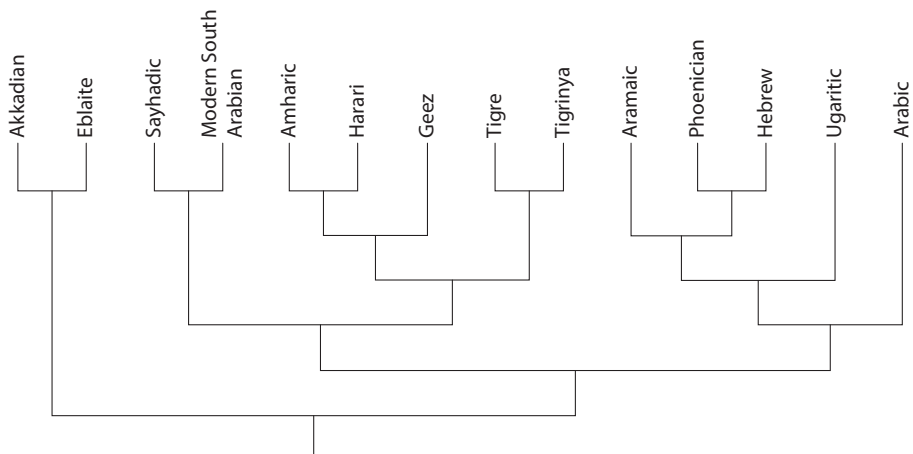 Akkadian
Eblaite
Sayhadic
Modern South
Arabian
Amharic
Harari
Geez
Tigre
Tigrinya
Aramaic
Phoenician
Hebrew
Ugaritic
Arabic